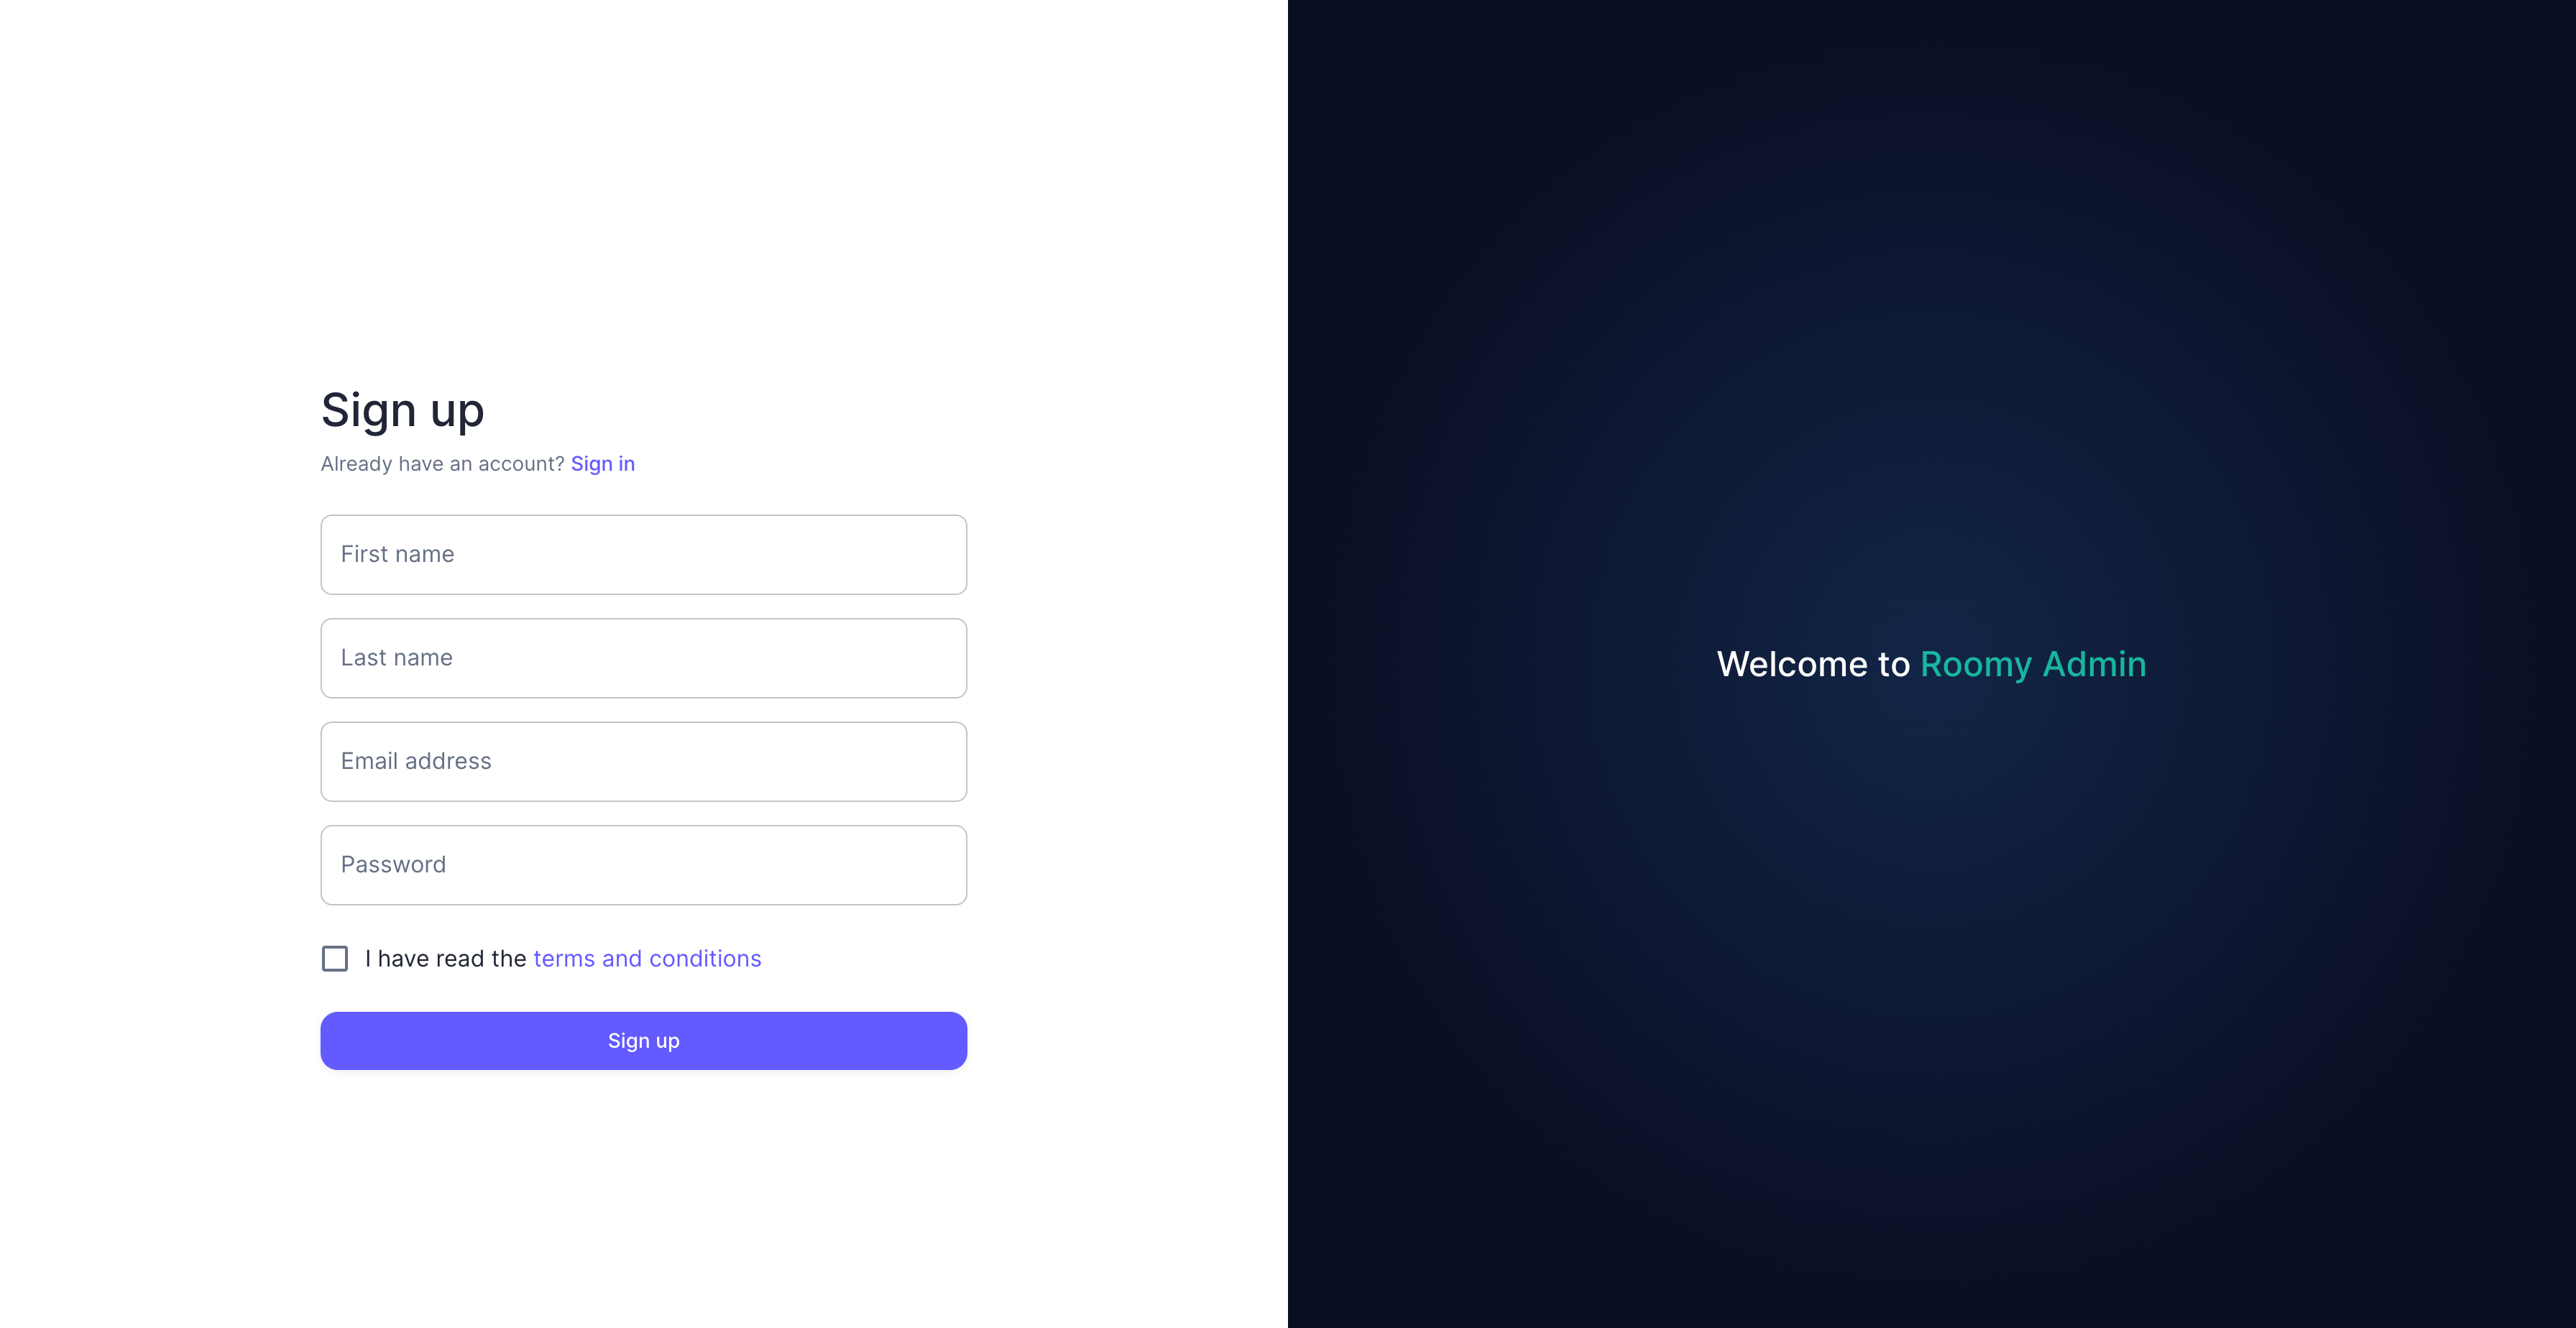 Sign up
Already have an account? Sign in
First name
Last name
Email address
Password
I have read the terms and conditions
Sign up
Welcome to Roomy Admin